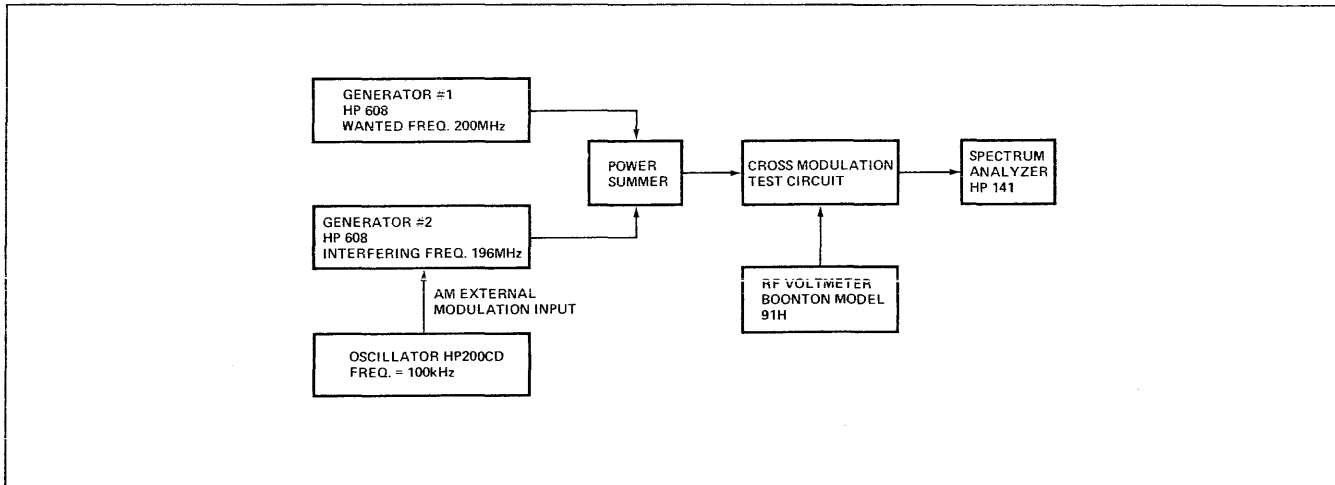 GENERATOR #1
HP 608
WANTED FREQ. 200MHz
GENERATOR #2
HP 608
INTERFERING FREQ. 196MHz
AM EXTERNAL
MODULATION INPUT
OSCILLATOR HP200CD
FREQ. = 100kHz
POWER
SUMMER
CROSS MODULATION
TEST CIRCUIT
RF VOLTMETER
BOONTON MODEL
91H
SPECTRUM
ANALYZER
HP 141